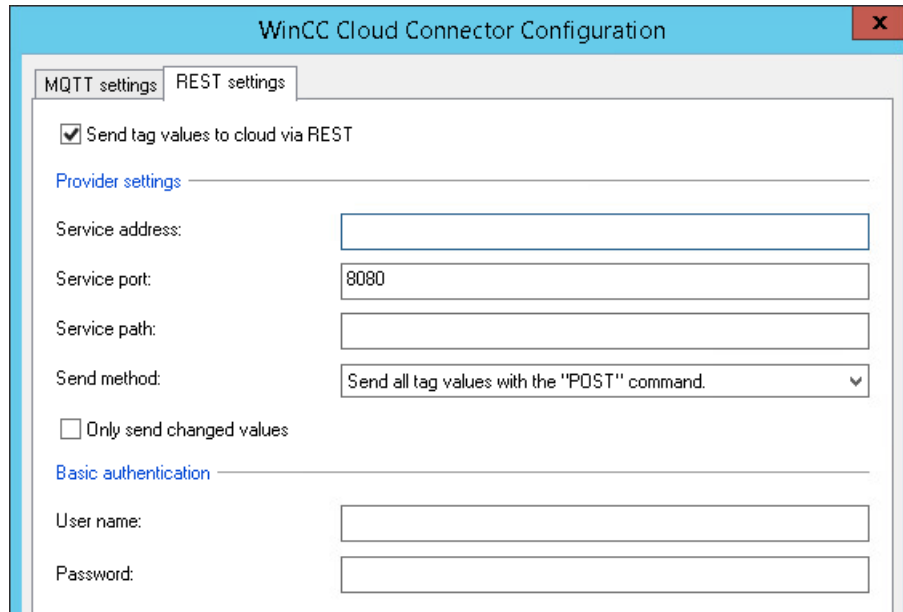 WinCC Cloud Connector Configuration
x
MQTT settings
REST settings
Send tag values to cloud via REST
Provider settings
Service address:
Service port:
8080
Service path:
Send method:
Send all tag values with the "POST" command.
Only send changed values
Basic authentication
User name:
Password: